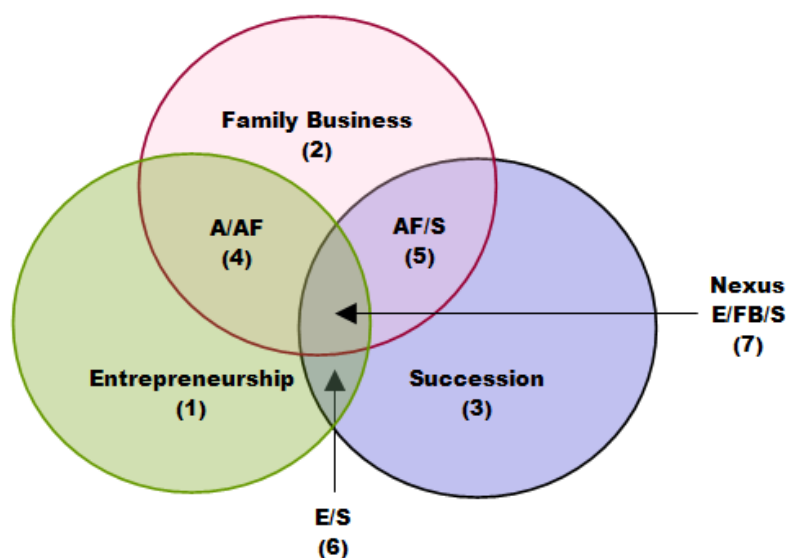 Family Business
(2)
A/AF
(4)
AF/S
(5)
Nexus
E/FB/S
(7)
Entrepreneurship
(1)
Succession
(3)
E/S
(6)